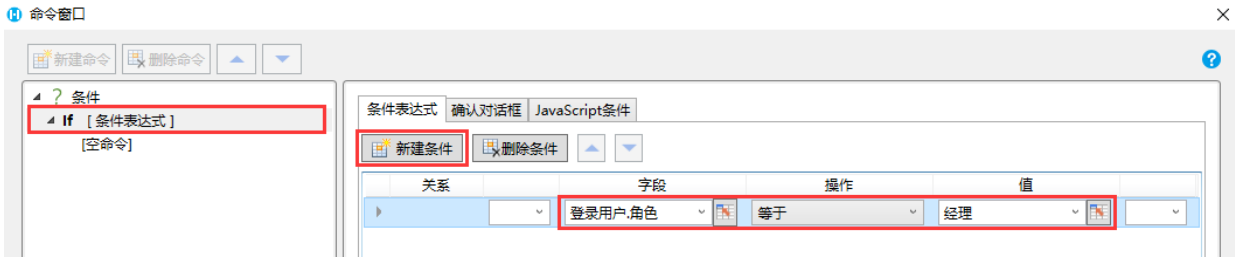 命令窗口
新建命令 删除命令
条件
If [ 条件表达式 ]
[空命令]
条件表达式 确认对话框 JavaScript条件
新建条件 删除条件
关系 字段 操作 值
登录用户.角色 等于 经理